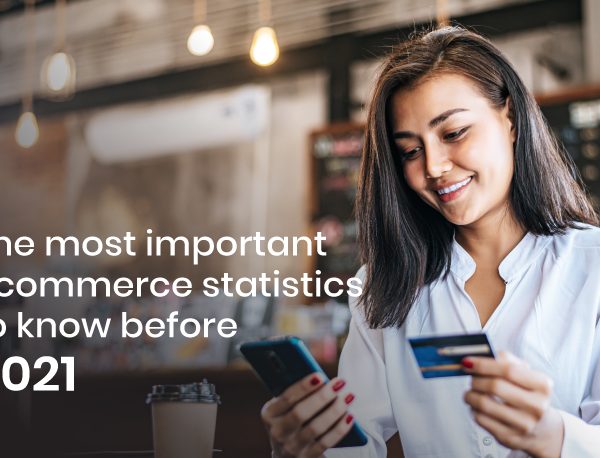 he most important
commerce statistics
o know before
021